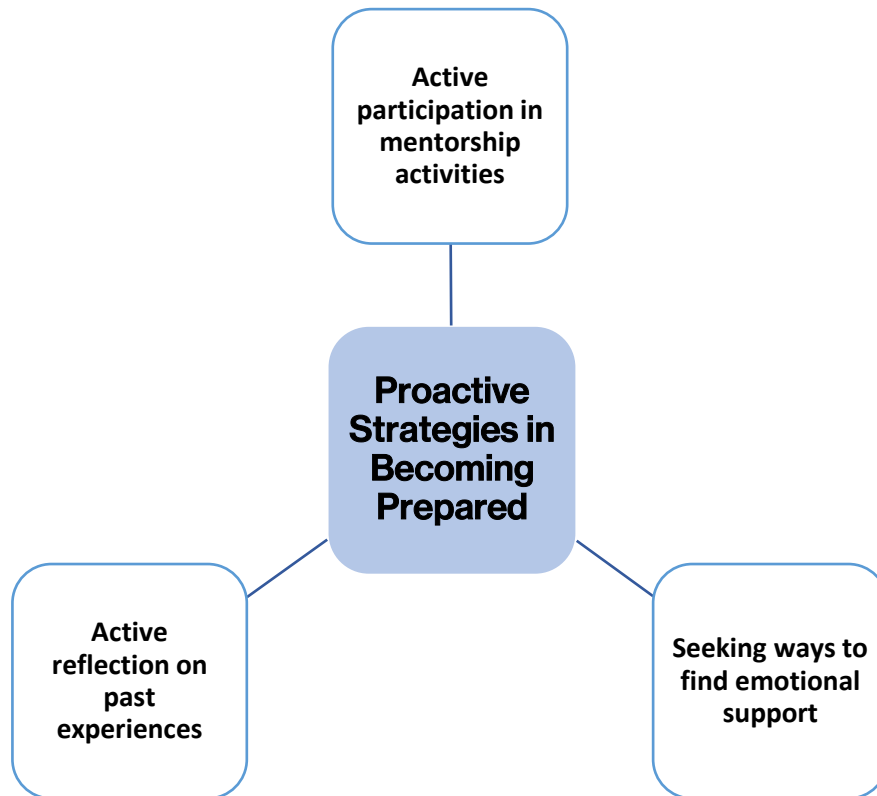 Active
participation in
mentorship
activities
Proactive
Strategies in
Becoming
Prepared
Active
reflection on
past
experiences
Seeking ways to
find emotional
support